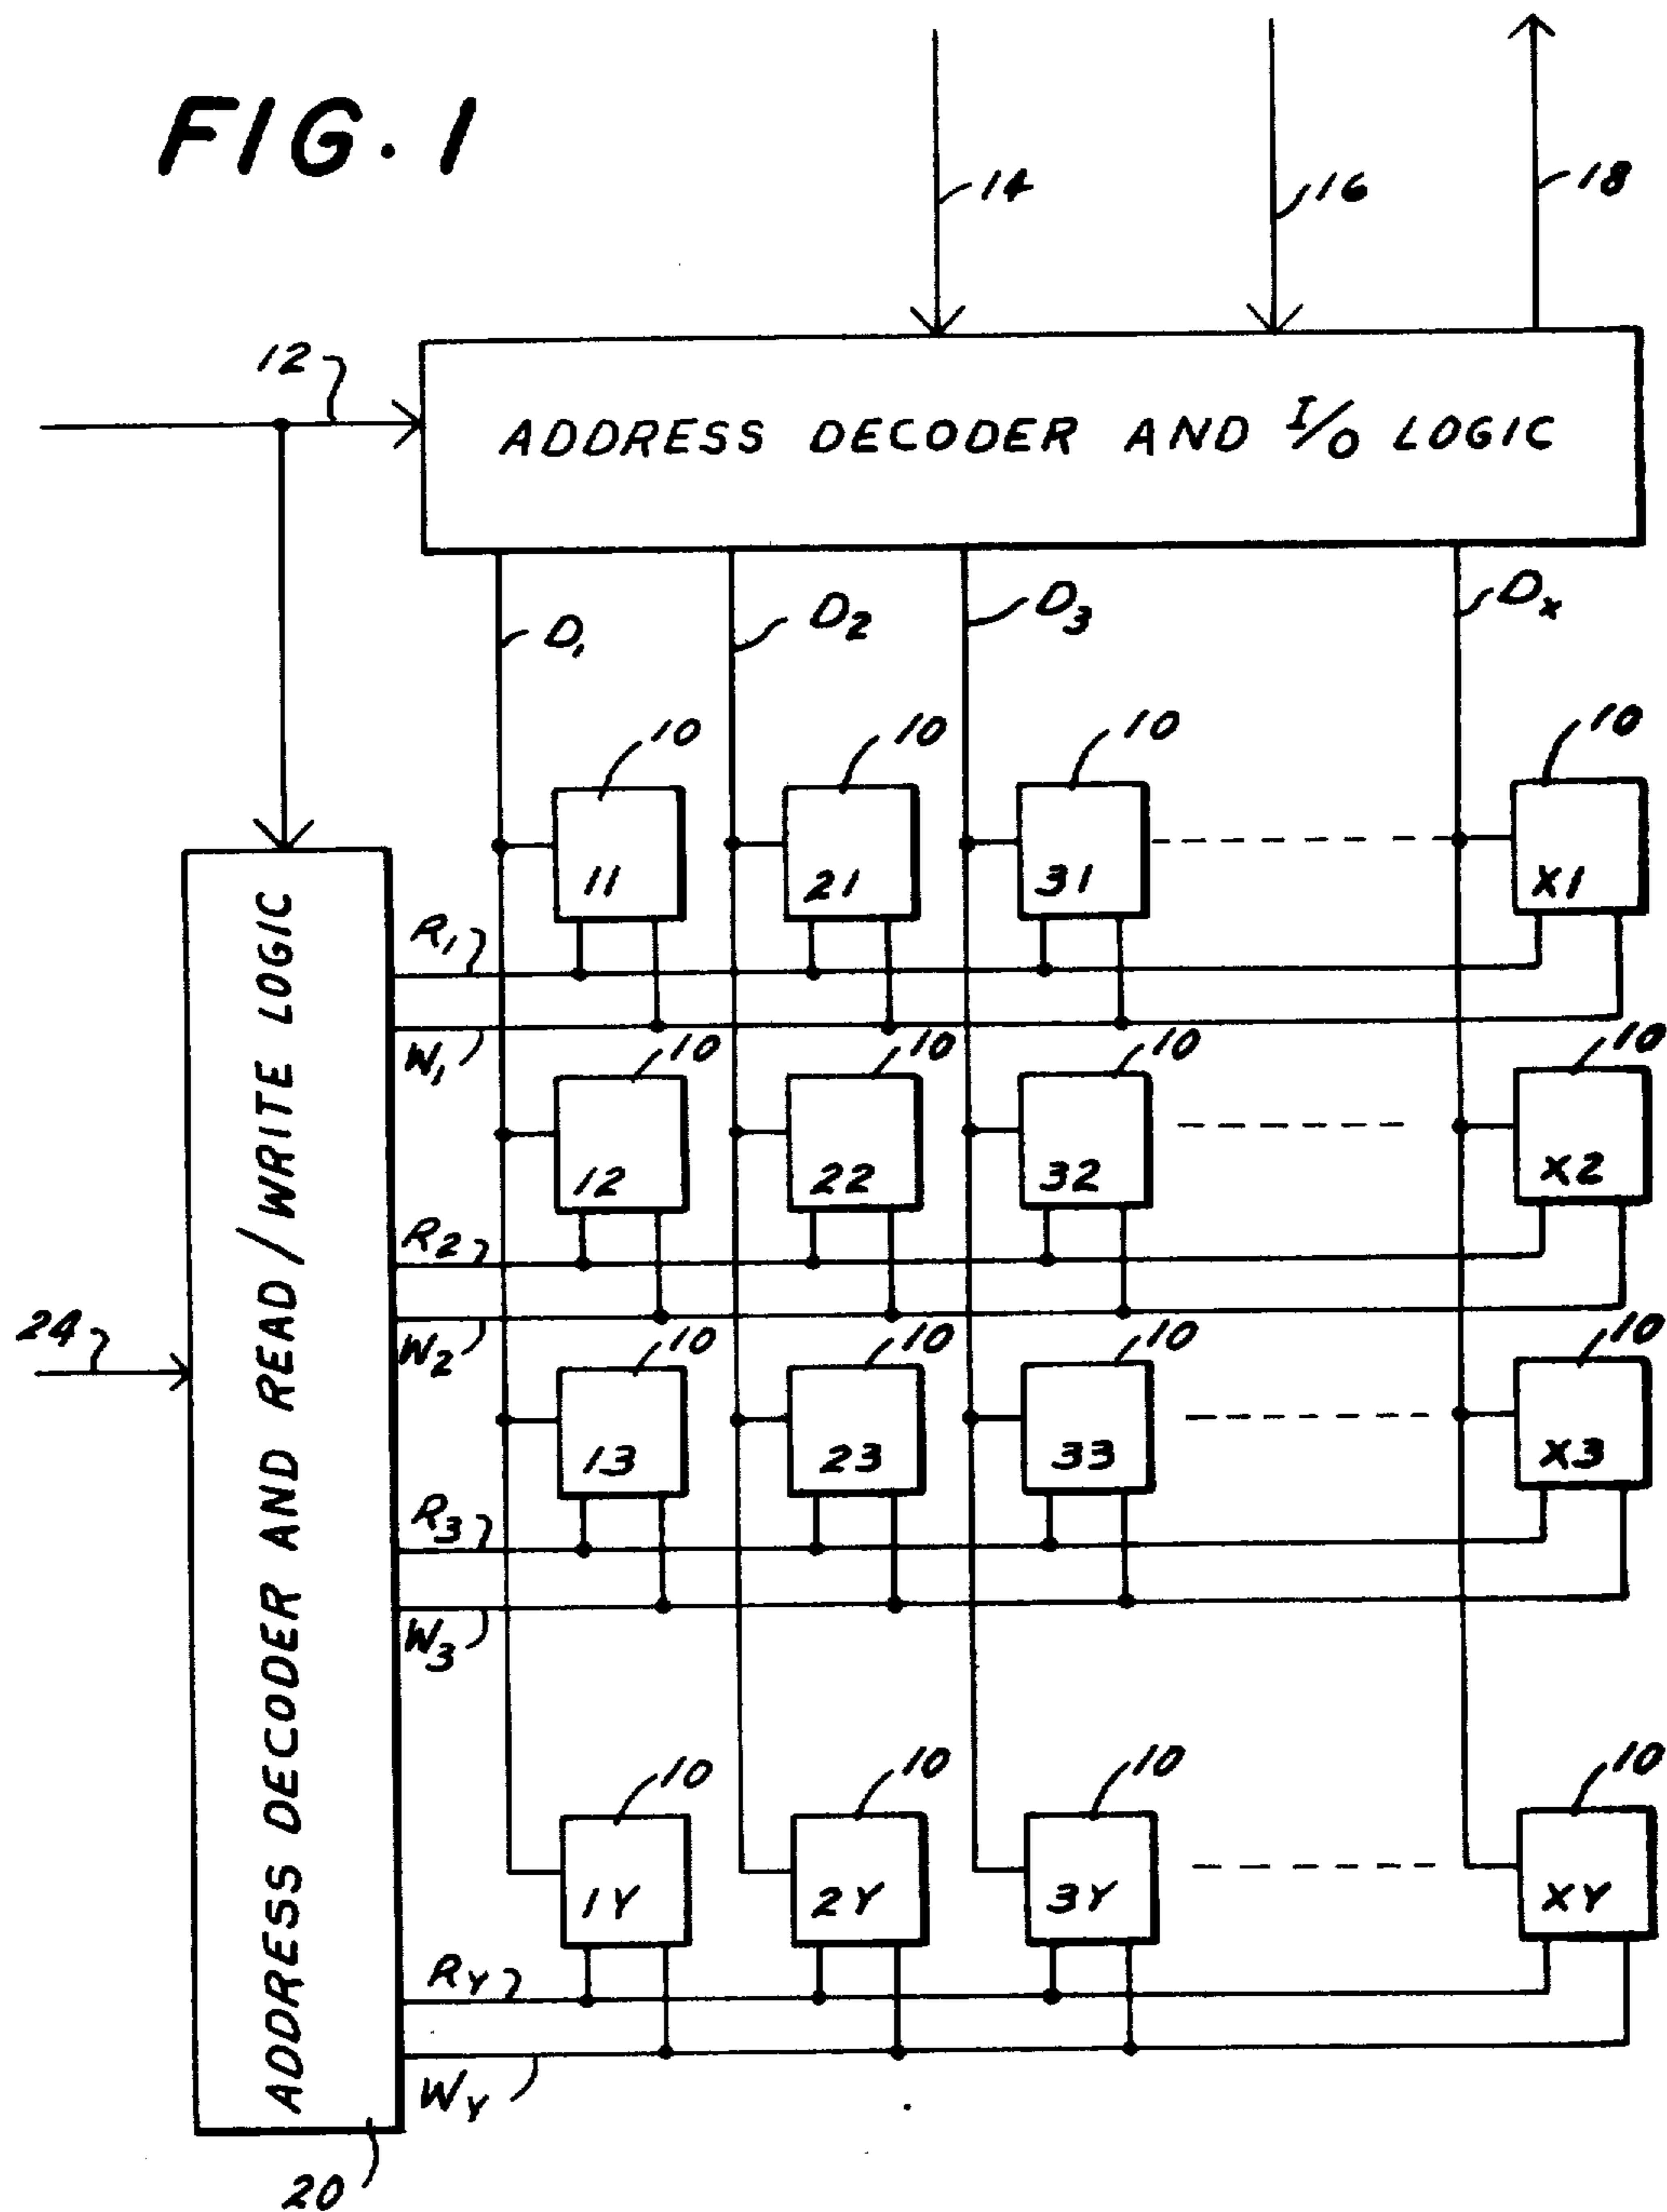 FIG. 1
14
16
18
12
ADDRESS DECODER AND I/O LOGIC
D₁
D₂
D₃
Dₓ
10
10
10
10
11
21
31
X1
R₁
W₁
10
10
10
10
12
22
32
X2
R₂
W₂
10
10
10
10
13
23
33
X3
R₃
W₃
24
ADDRESS DECODER AND READ/WRITE LOGIC
10
10
10
10
1Y
2Y
3Y
XY
RY
WY
20